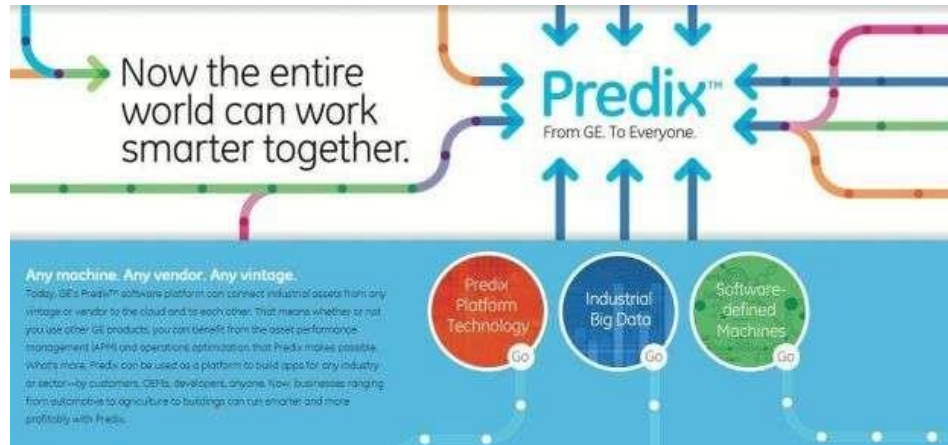 Now the entire
world can work
smarter together.
Predix™
From GE. To Everyone.
Any machine. Any vendor. Any vintage.
Today, GE's Predix™ software platform can connect industrial assets from any
vintage or vendor to the cloud and to each other. That means whether or not
you use other GE products, you can benefit from the asset performance
management (APM) and operations optimization that Predix makes possible.
What's more, Predix can be used as a platform to build apps for any industry
or sector—by customers, OEMs, developers, anyone. Now, businesses ranging
from automotive to agriculture to buildings can run smarter and more
profitably with Predix.
Predix
Platform
Technology
Go
Industrial
Big Data
Go
Software-
defined
Machines
Go